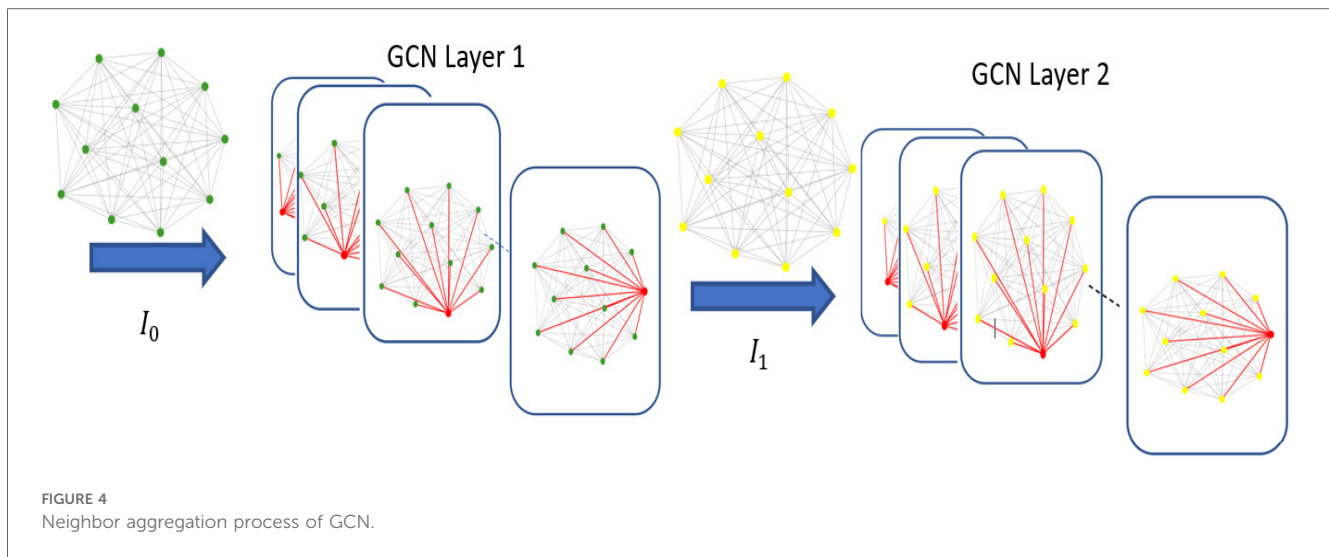 GCN Layer 1
GCN Layer 2
I₀
I₁
FIGURE 4
Neighbor aggregation process of GCN.